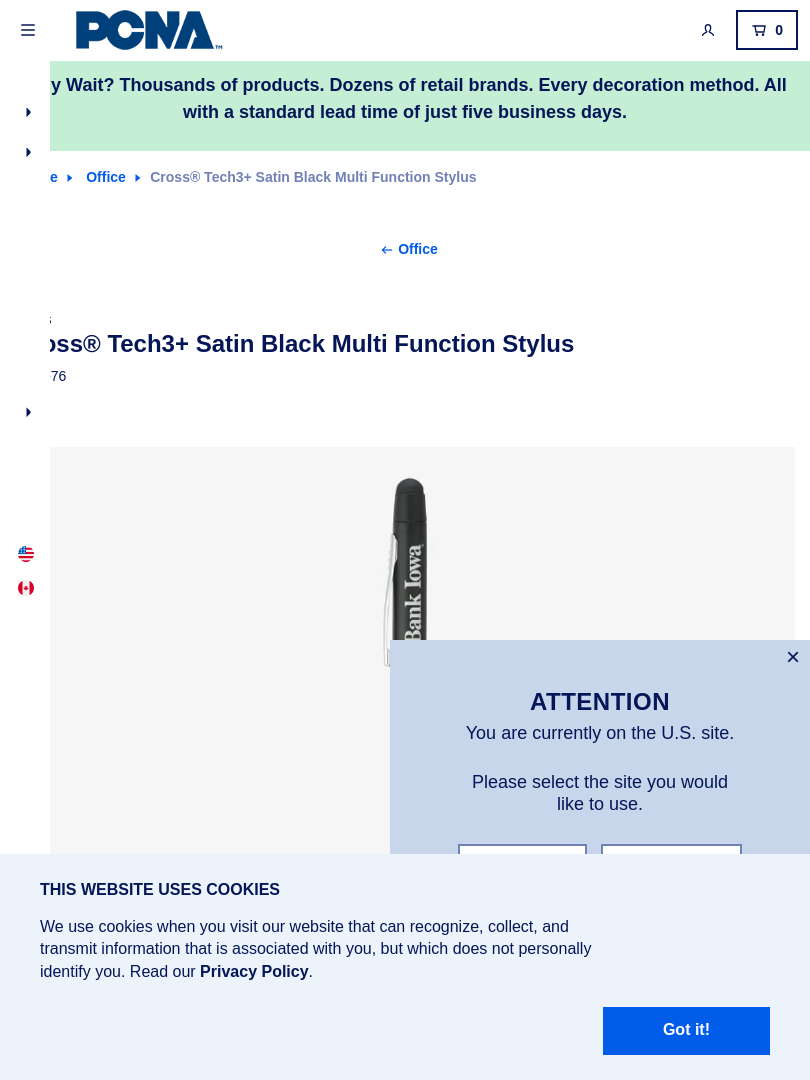 PCNA™
0
y Wait? Thousands of products. Dozens of retail brands. Every decoration method. All
with a standard lead time of just five business days.
Office
Cross® Tech3+ Satin Black Multi Function Stylus
← Office
oss® Tech3+ Satin Black Multi Function Stylus
76
Bank Iowa
ATTENTION
You are currently on the U.S. site.
Please select the site you would
like to use.
THIS WEBSITE USES COOKIES
We use cookies when you visit our website that can recognize, collect, and
transmit information that is associated with you, but which does not personally
identify you. Read our Privacy Policy.
Got it!